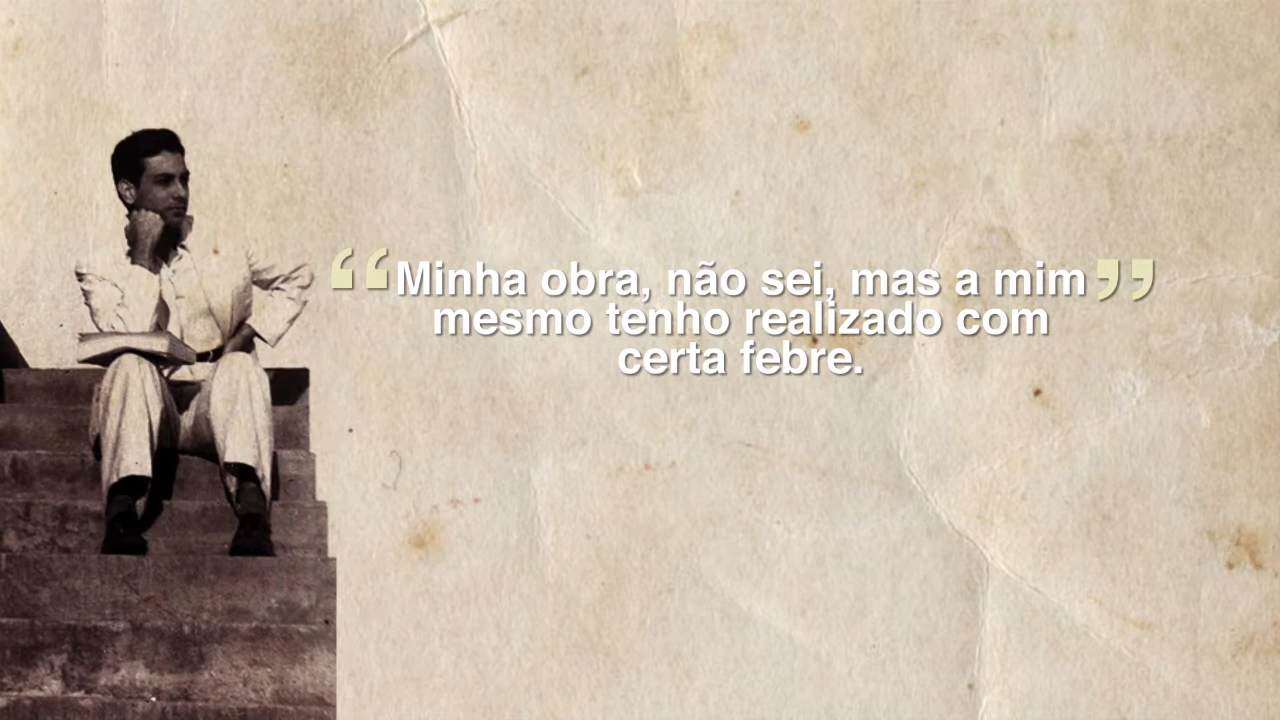 “Minha obra, não sei, mas a mim”
mesmo tenho realizado com
certa febre.